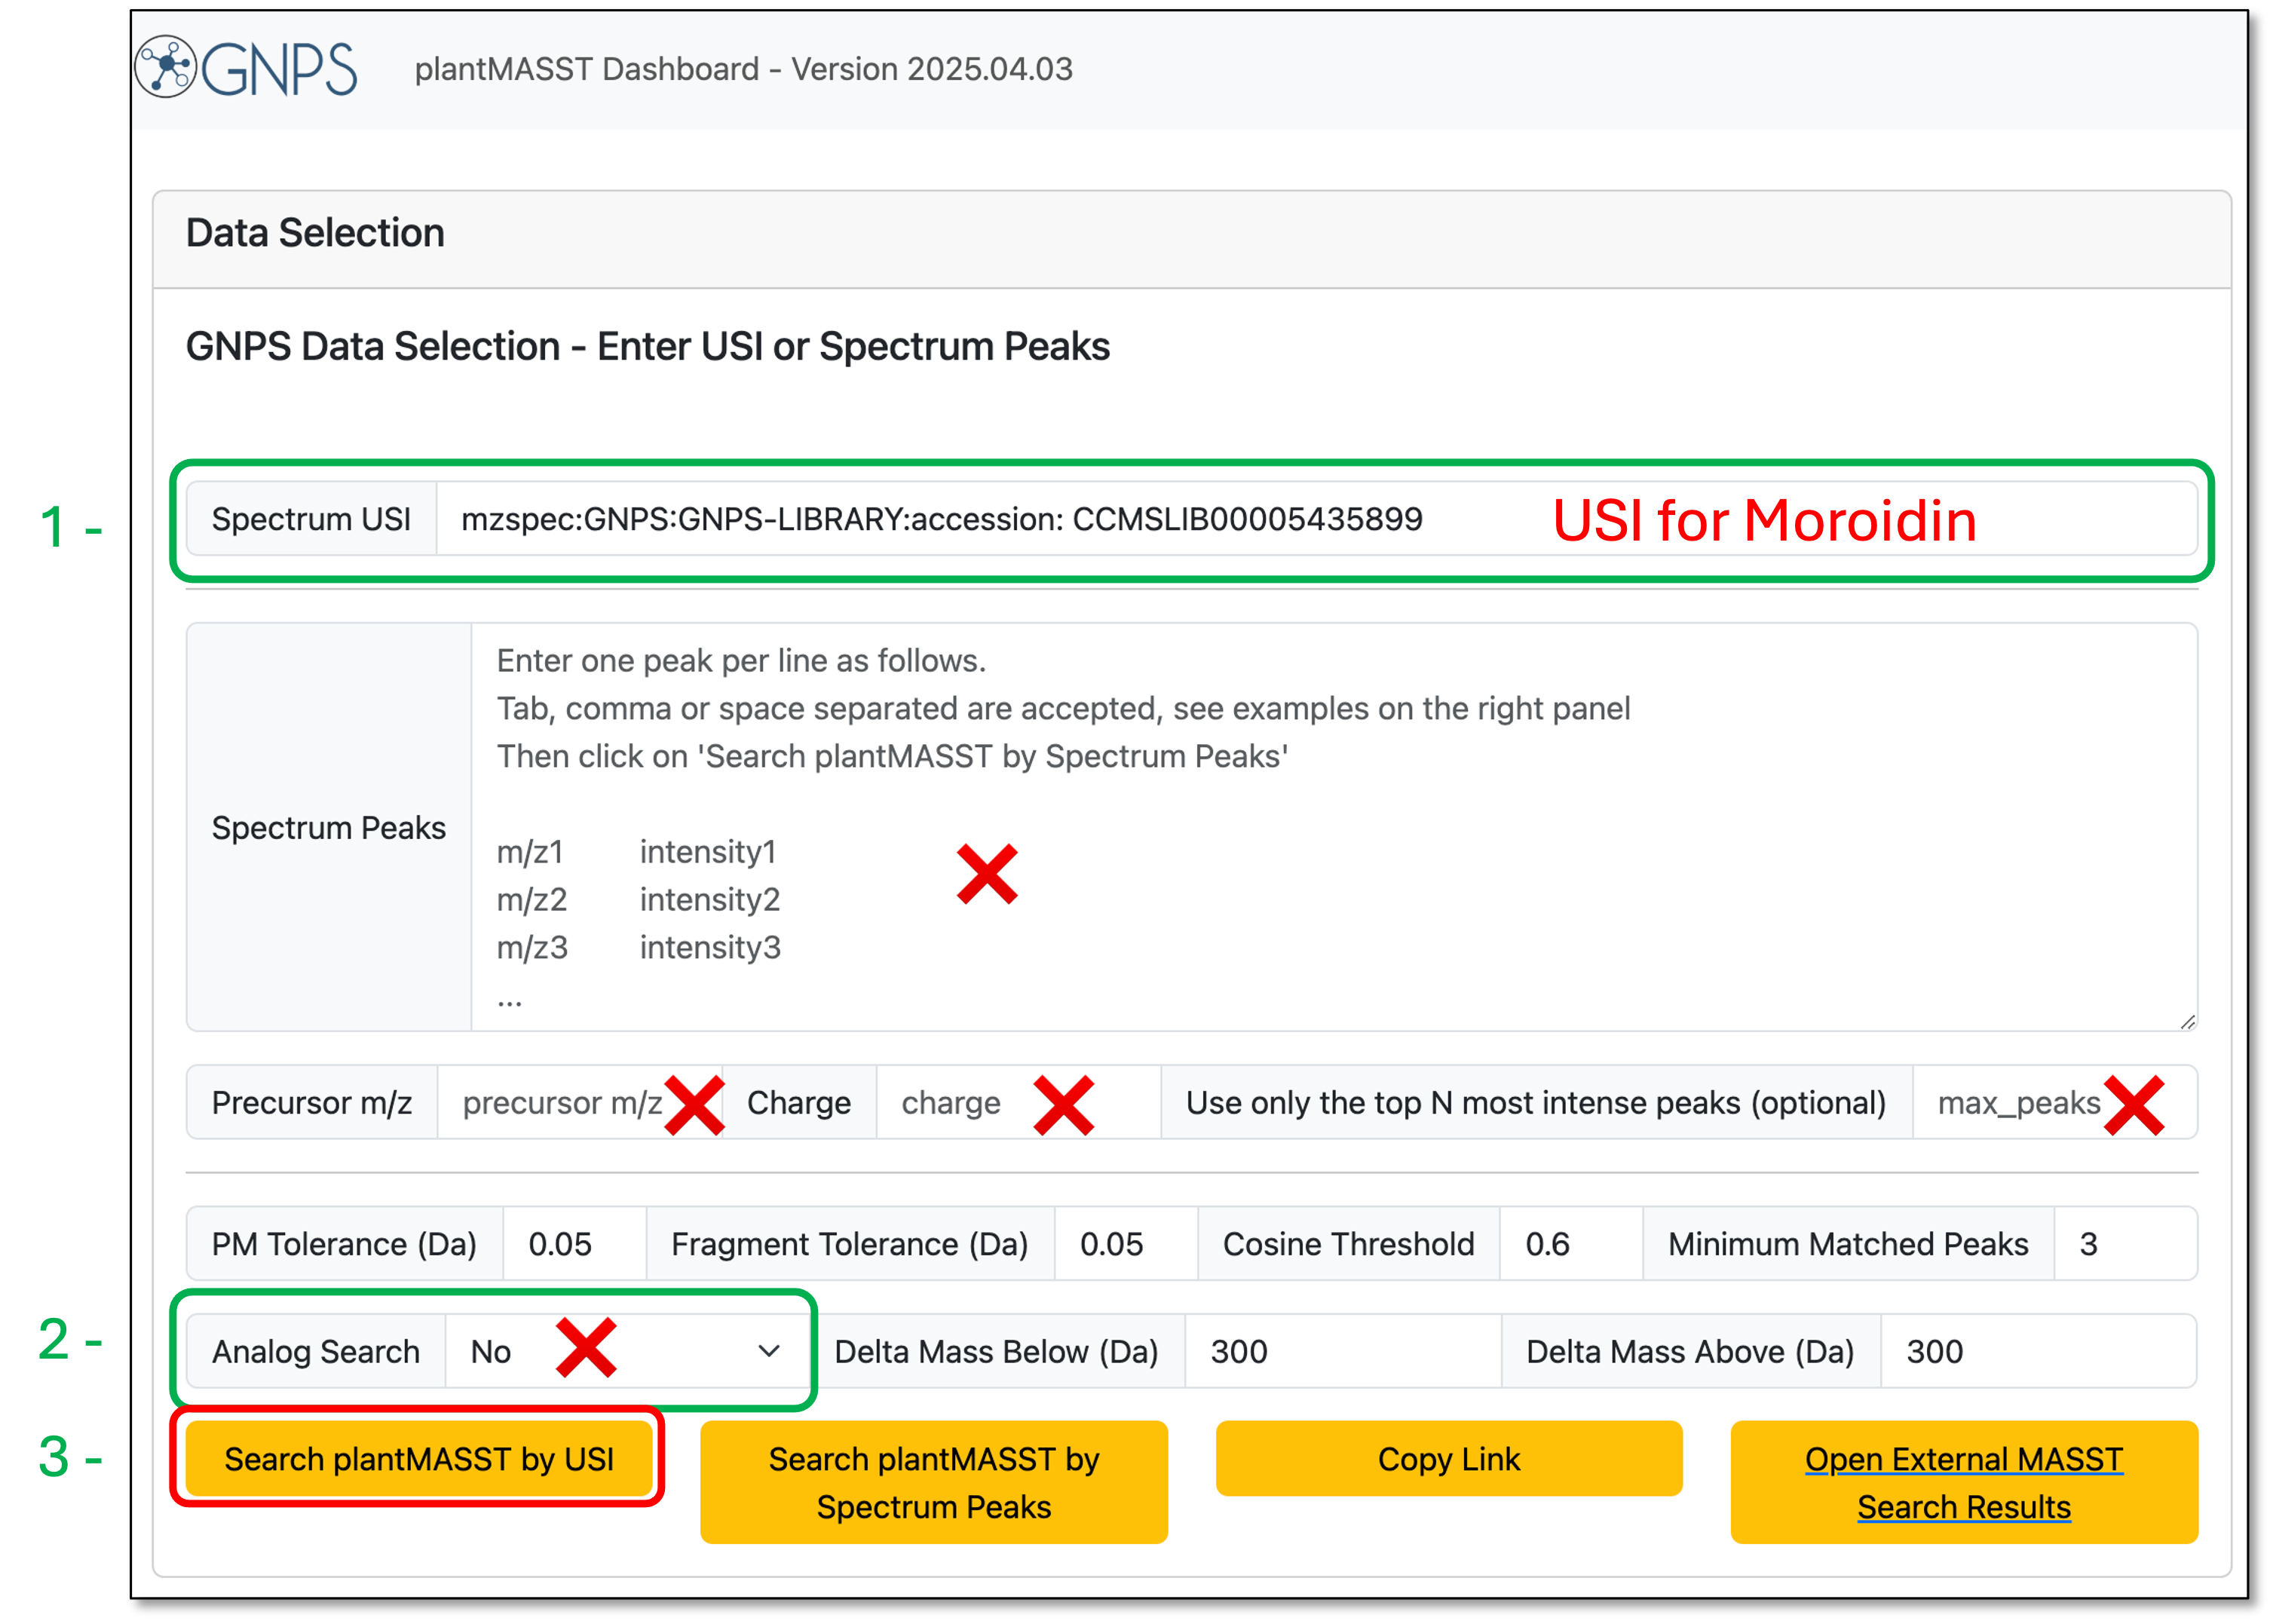 GNPS plantMASST Dashboard - Version 2025.04.03
Data Selection
GNPS Data Selection - Enter USI or Spectrum Peaks
1 - Spectrum USI mzspec:GNPS:GNPS-LIBRARY:accession: CCMSLIB00005435899 USI for Moroidin
Enter one peak per line as follows.
Tab, comma or space separated are accepted, see examples on the right panel
Then click on 'Search plantMASST by Spectrum Peaks'
Spectrum Peaks
m/z1 intensity1
m/z2 intensity2
m/z3 intensity3
...
Precursor m/z precursor m/z Charge charge Use only the top N most intense peaks (optional) max_peaks
PM Tolerance (Da) 0.05 Fragment Tolerance (Da) 0.05 Cosine Threshold 0.6 Minimum Matched Peaks 3
2 - Analog Search No Delta Mass Below (Da) 300 Delta Mass Above (Da) 300
3 - Search plantMASST by USI
Search plantMASST by
Spectrum Peaks
Copy Link
Open External MASST
Search Results